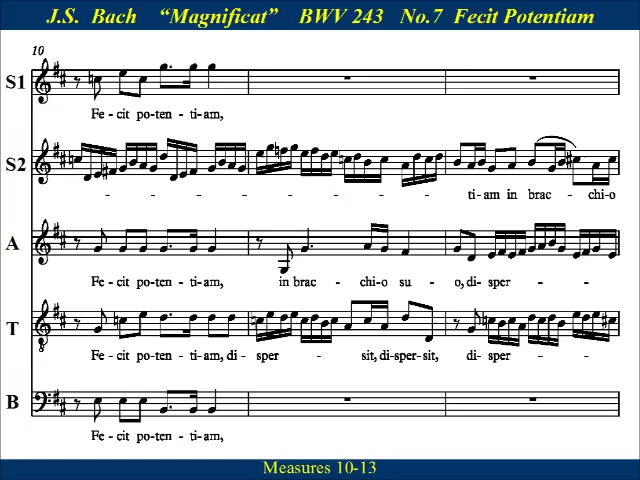 J.S. Bach “Magnificat” BWV 243 No.7 Fecit Potentiam
10
S1
Fe - cit po-ten - ti-am,
S2
- - - - - - - - - - ti-am in brac - chi-o
A
Fe - cit po-ten - ti-am, in brac - chi-o su - o, di-sper - -
T
Fe - cit po-ten - ti-am, di - sper - - sit, di-sper-sit, di - sper - -
B
Fe - cit po-ten - ti-am,
Measures 10-13